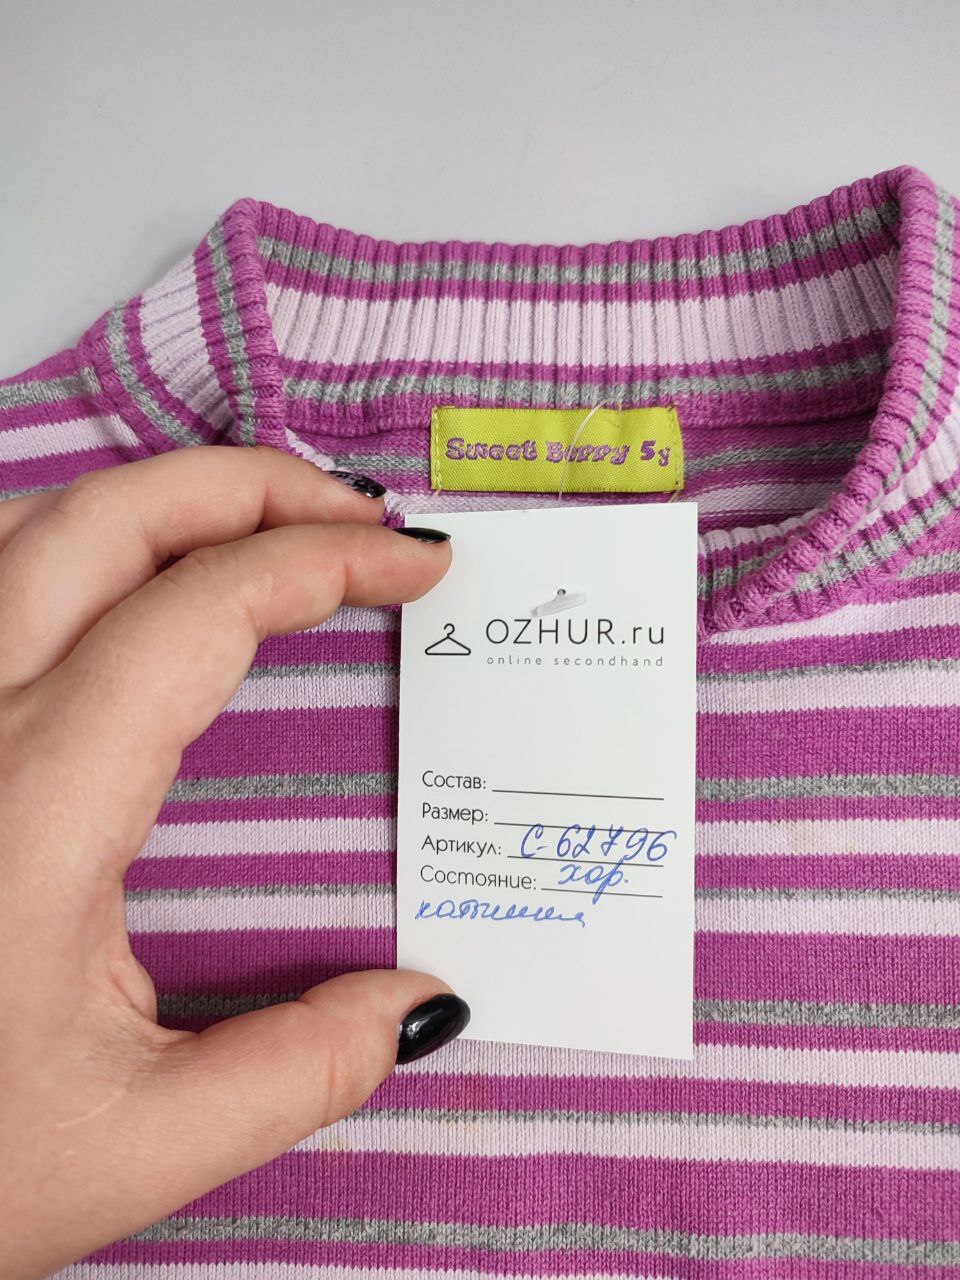 Sweet Berry 5y
OZHUR.ru
online secondhand
Состав:
Размер:
Артикул: С-62796
Состояние: хор.
катышки